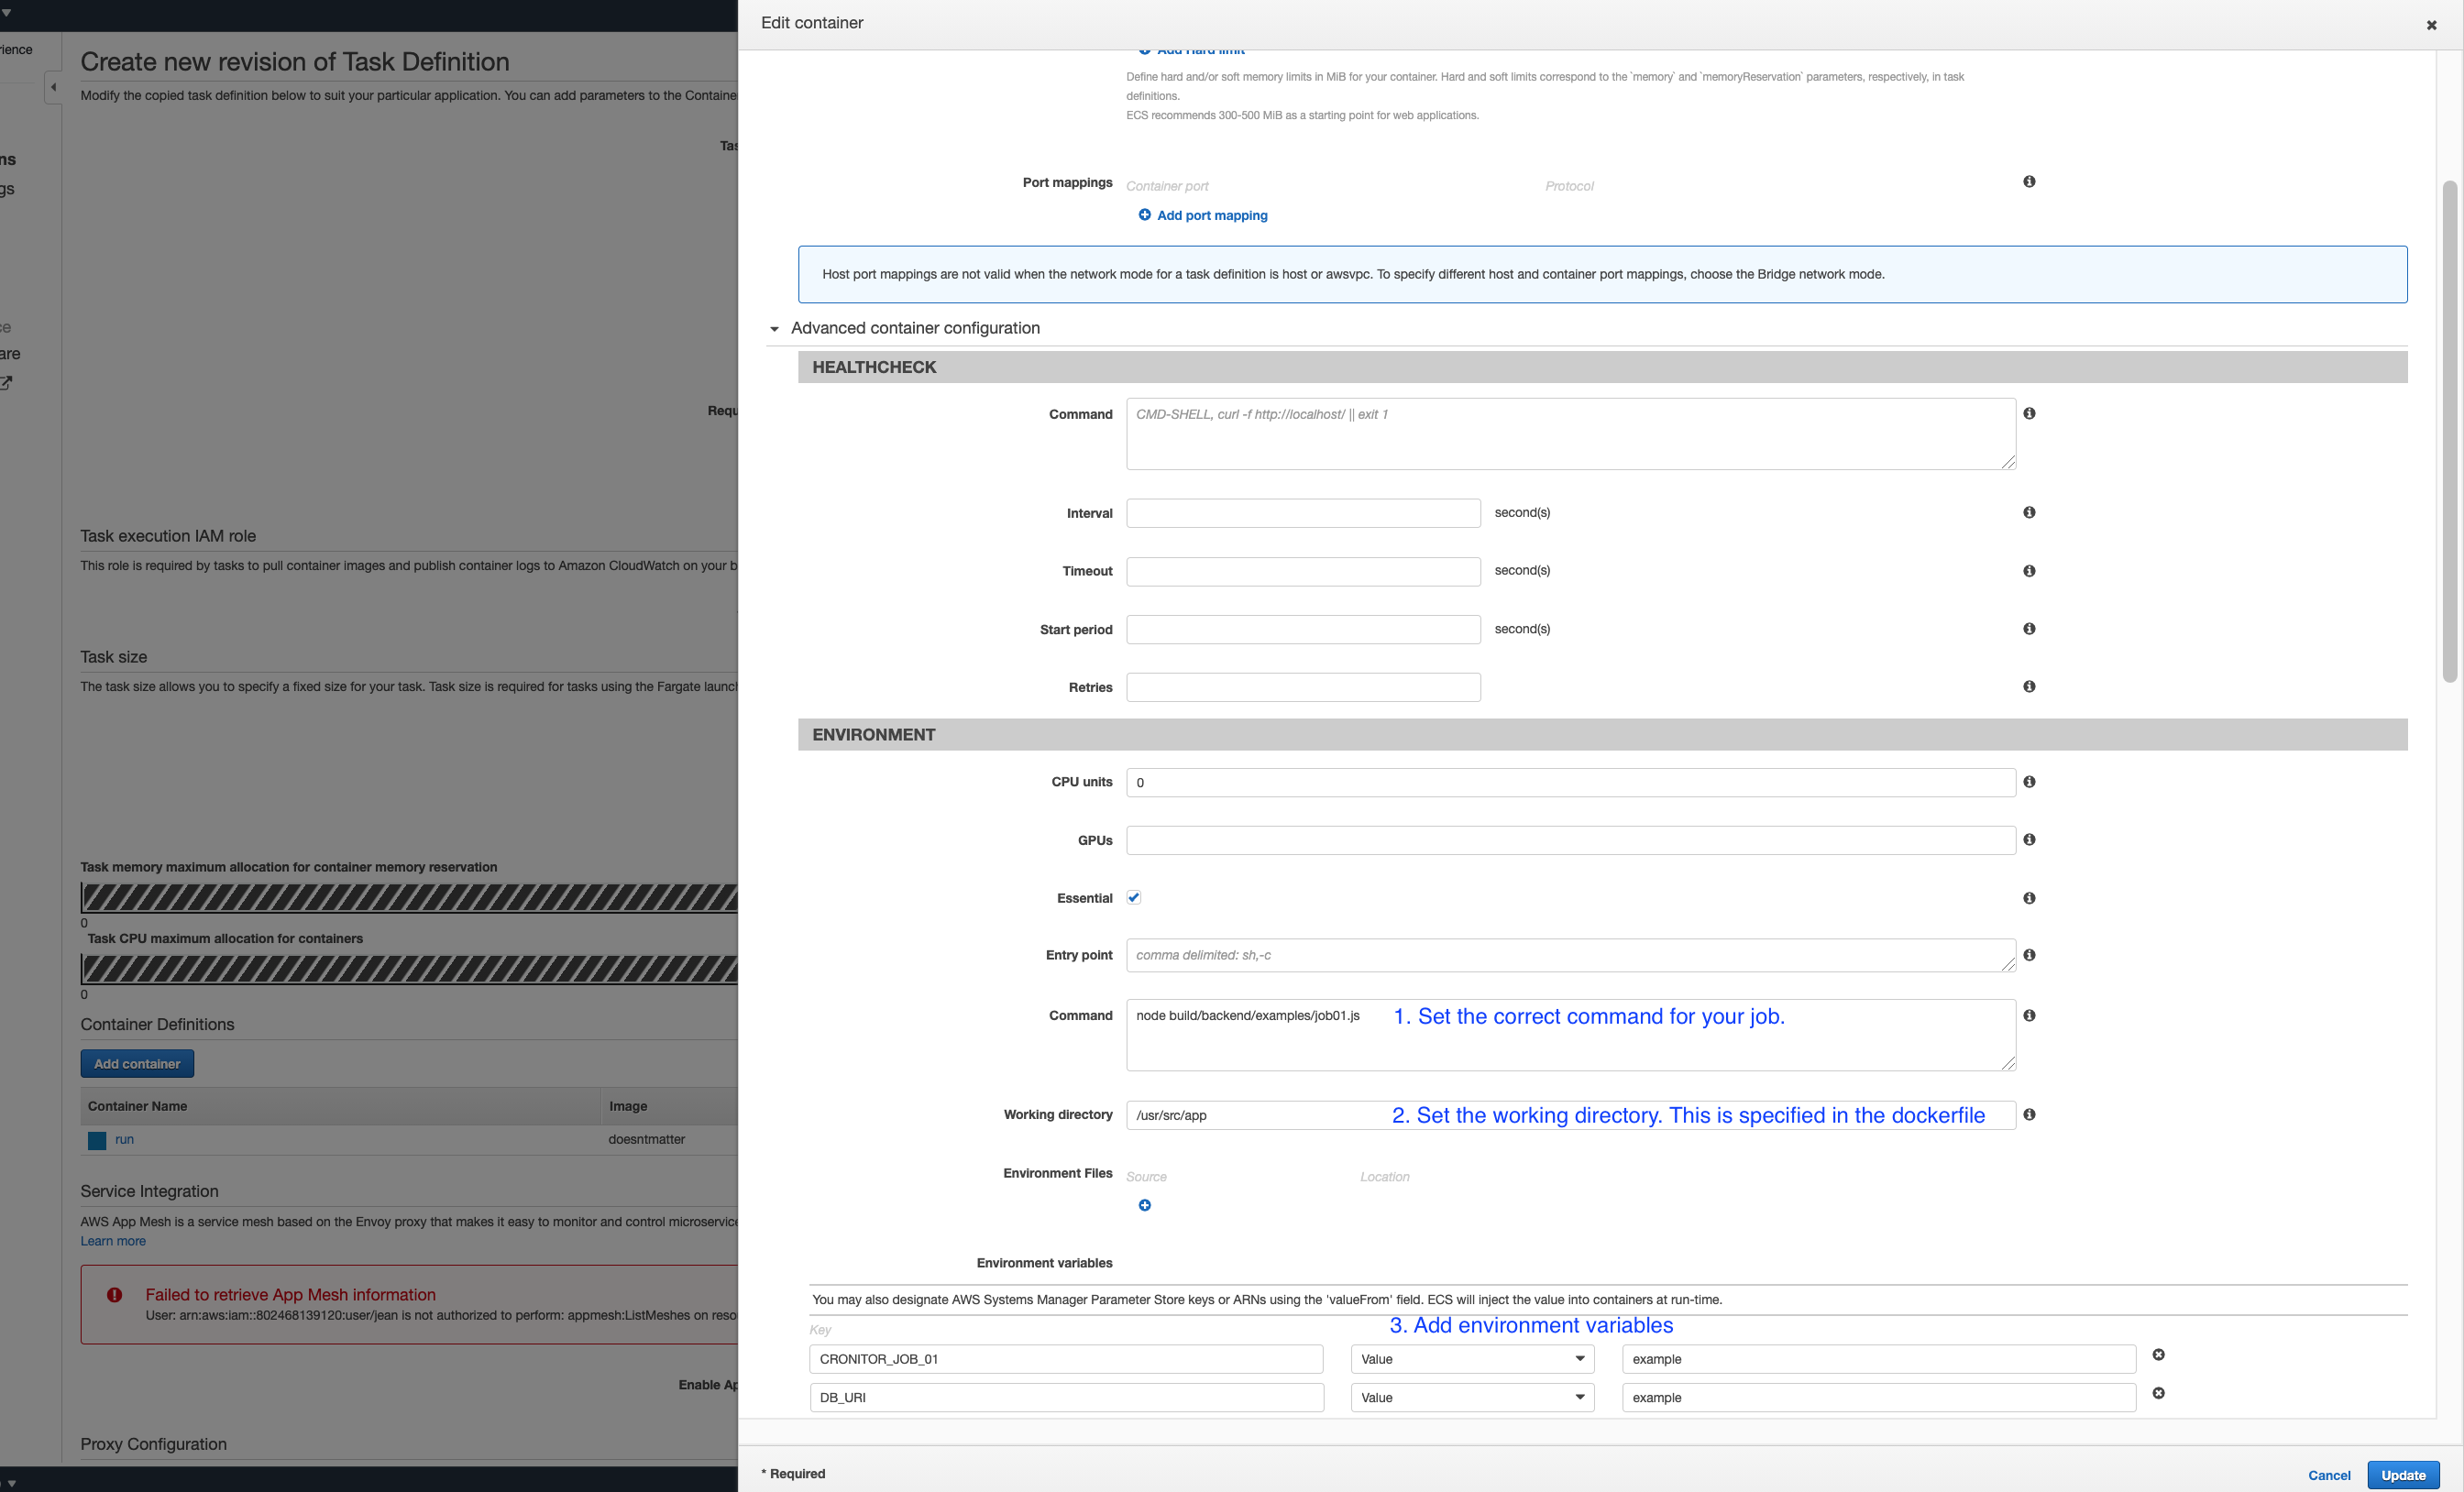 Edit container
rience
Create new revision of Task Definition
Modify the copied task definition below to suit your particular application. You can add parameters to the Containe
ns
gs
ce
are
Task execution IAM role
This role is required by tasks to pull container images and publish container logs to Amazon CloudWatch on your b
Task size
The task size allows you to specify a fixed size for your task. Task size is required for tasks using the Fargate launc
Task memory maximum allocation for container memory reservation
0
Task CPU maximum allocation for containers
0
Container Definitions
Add container
Container Name Image
run doesntmatter
Service Integration
AWS App Mesh is a service mesh based on the Envoy proxy that makes it easy to monitor and control microservice
Learn more
Failed to retrieve App Mesh information
User: arn:aws:iam::802468139120:user/jean is not authorized to perform: appmesh:ListMeshes on reso
Enable Ap
Proxy Configuration
Tas
Requ
Add Hard limit
Define hard and/or soft memory limits in MiB for your container. Hard and soft limits correspond to the `memory` and `memoryReservation` parameters, respectively, in task
definitions.
ECS recommends 300-500 MiB as a starting point for web applications.
Port mappings Container port Protocol
Add port mapping
Host port mappings are not valid when the network mode for a task definition is host or awsvpc. To specify different host and container port mappings, choose the Bridge network mode.
Advanced container configuration
HEALTHCHECK
Command CMD-SHELL, curl -f http://localhost/ || exit 1
Interval second(s)
Timeout second(s)
Start period second(s)
Retries
ENVIRONMENT
CPU units 0
GPUs
Essential
Entry point comma delimited: sh,-c
Command node build/backend/examples/job01.js 1. Set the correct command for your job.
Working directory /usr/src/app 2. Set the working directory. This is specified in the dockerfile
Environment Files Source Location
Environment variables
You may also designate AWS Systems Manager Parameter Store keys or ARNs using the 'valueFrom' field. ECS will inject the value into containers at run-time.
Key 3. Add environment variables
CRONITOR_JOB_01 Value example
DB_URI Value example
* Required Cancel Update